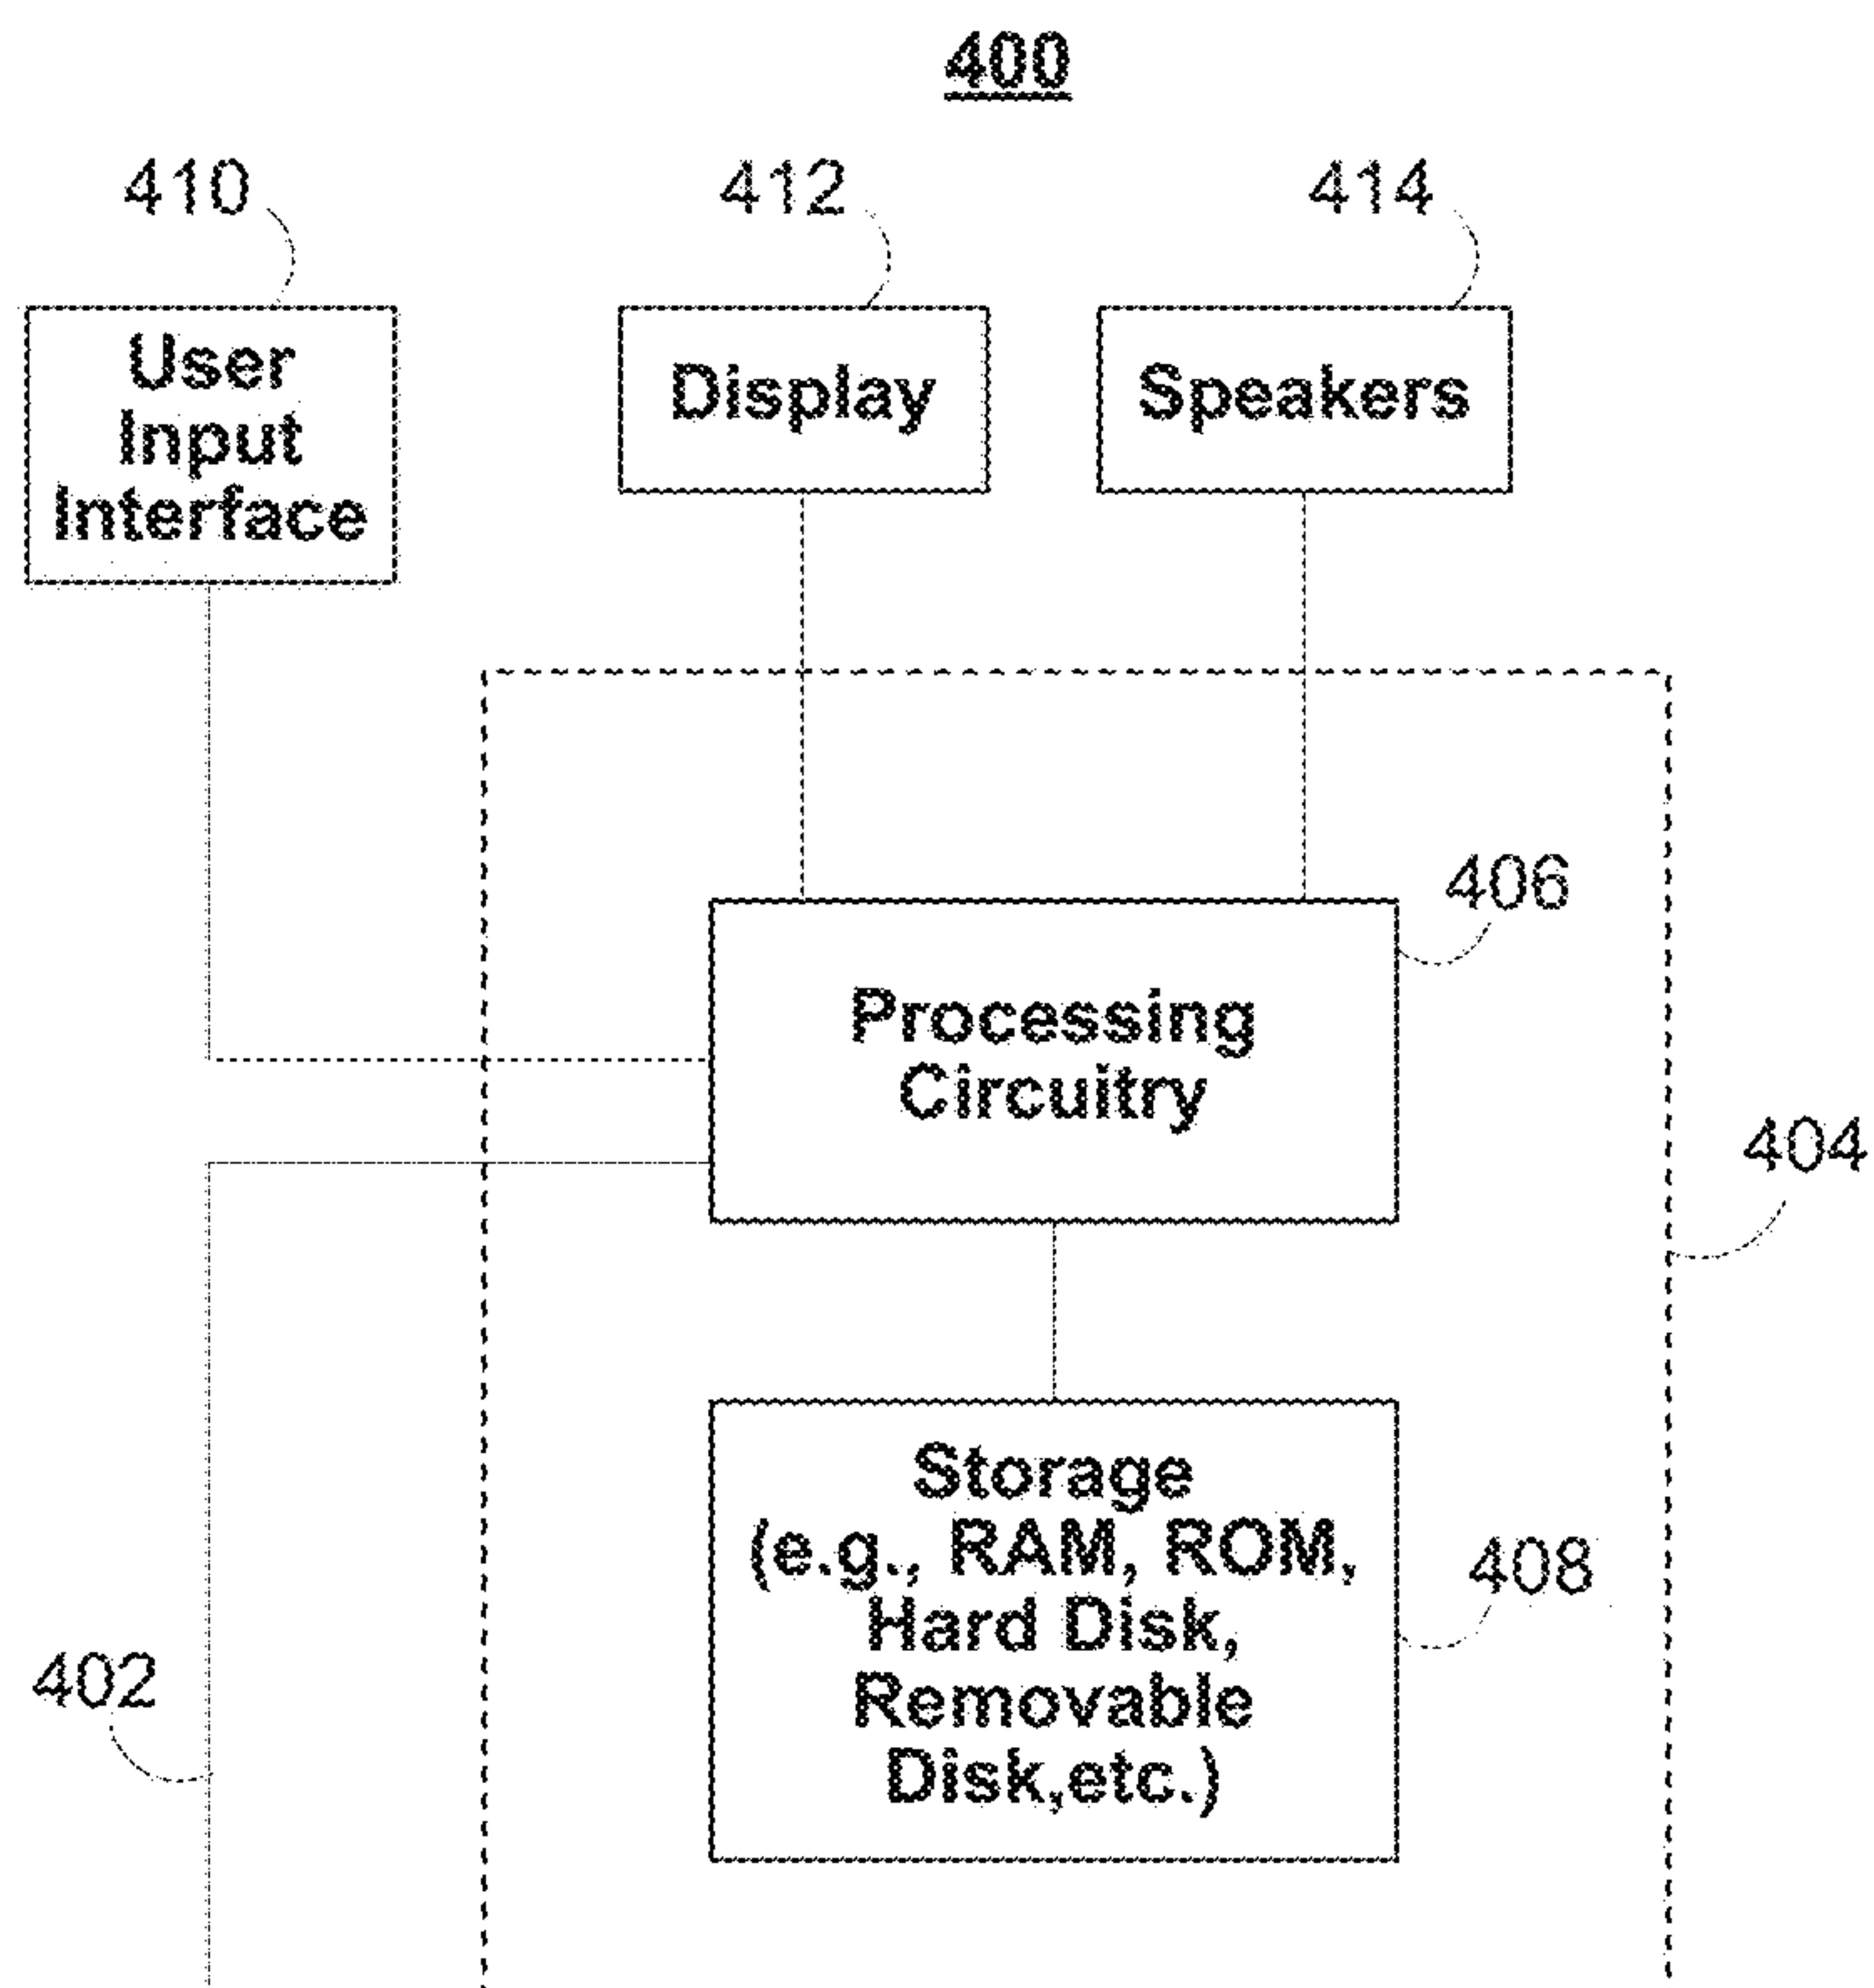 400
410
412
414
User
Input
Interface
Display
Speakers
406
Processing
Circuitry
404
Storage
(e.g., RAM, ROM,
Hard Disk,
Removable
Disk,etc.)
408
402